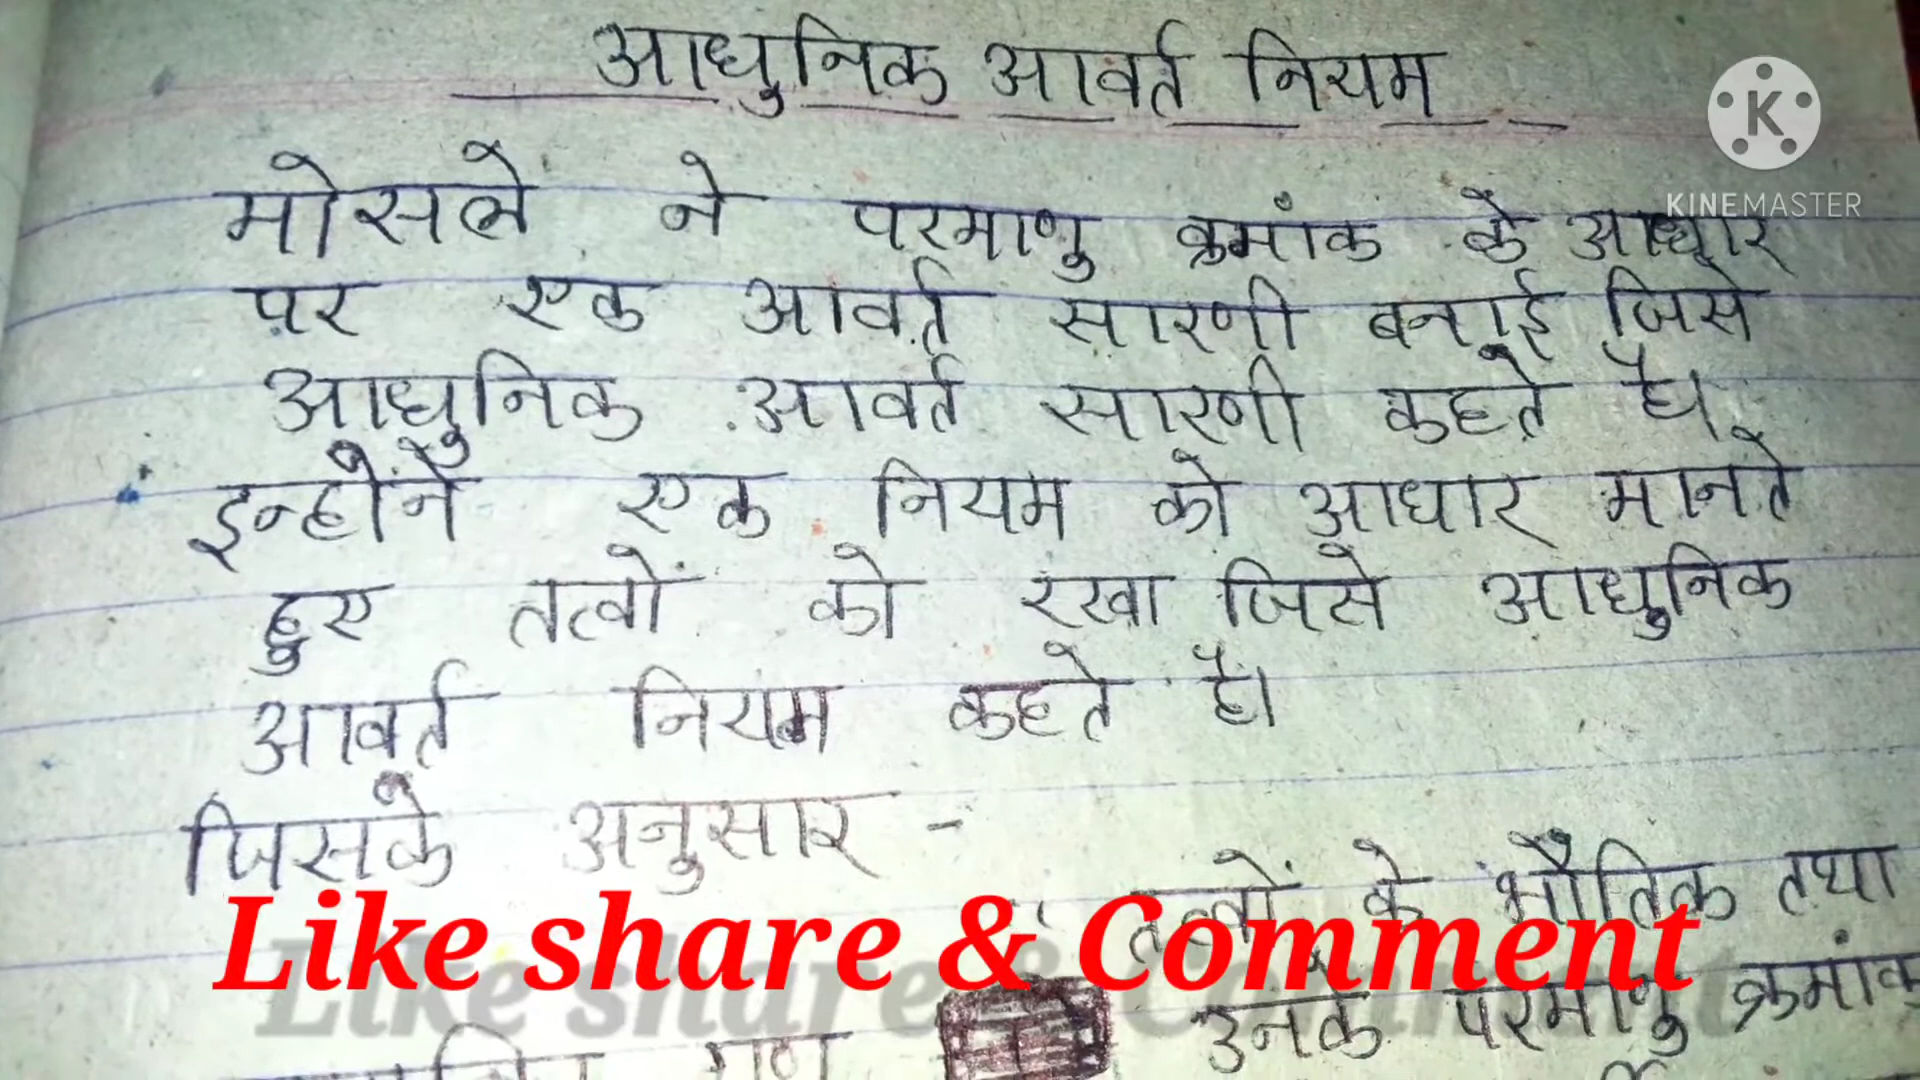 आधुनिक आवर्त नियम
K
KINEMASTER
मोसले ने परमाणु क्रमांक के आधार
पर एक आवर्त सारणी बनाई जिसे
आधुनिक आवर्त सारणी कहते है।
इन्होंने एक नियम को आधार मानते
हुए तत्वों को रखा जिसे आधुनिक
आवर्त नियम कहते है।
जिसके अनुसार -
" तत्वों के भौतिक तथा
Like share & Comment
उनके परमाणु क्रमांक